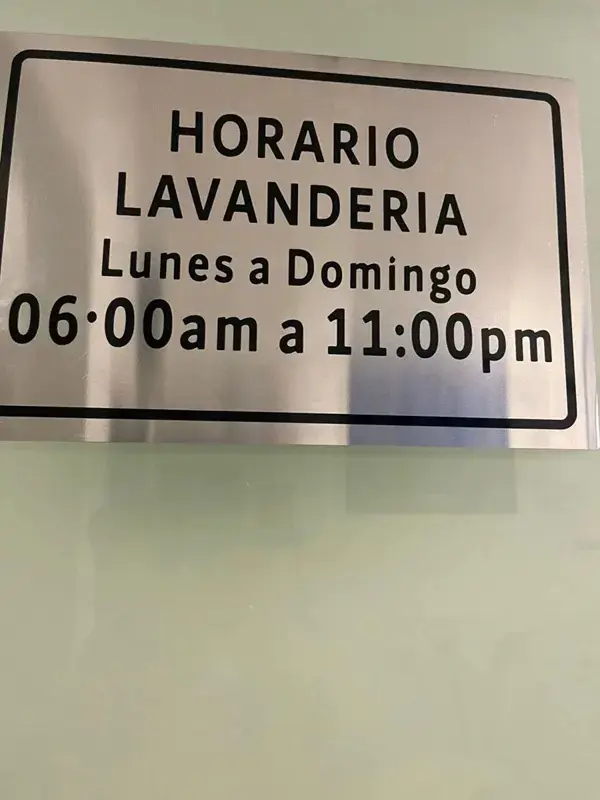 HORARIO
LAVANDERIA
Lunes a Domingo
06:00am a 11:00pm